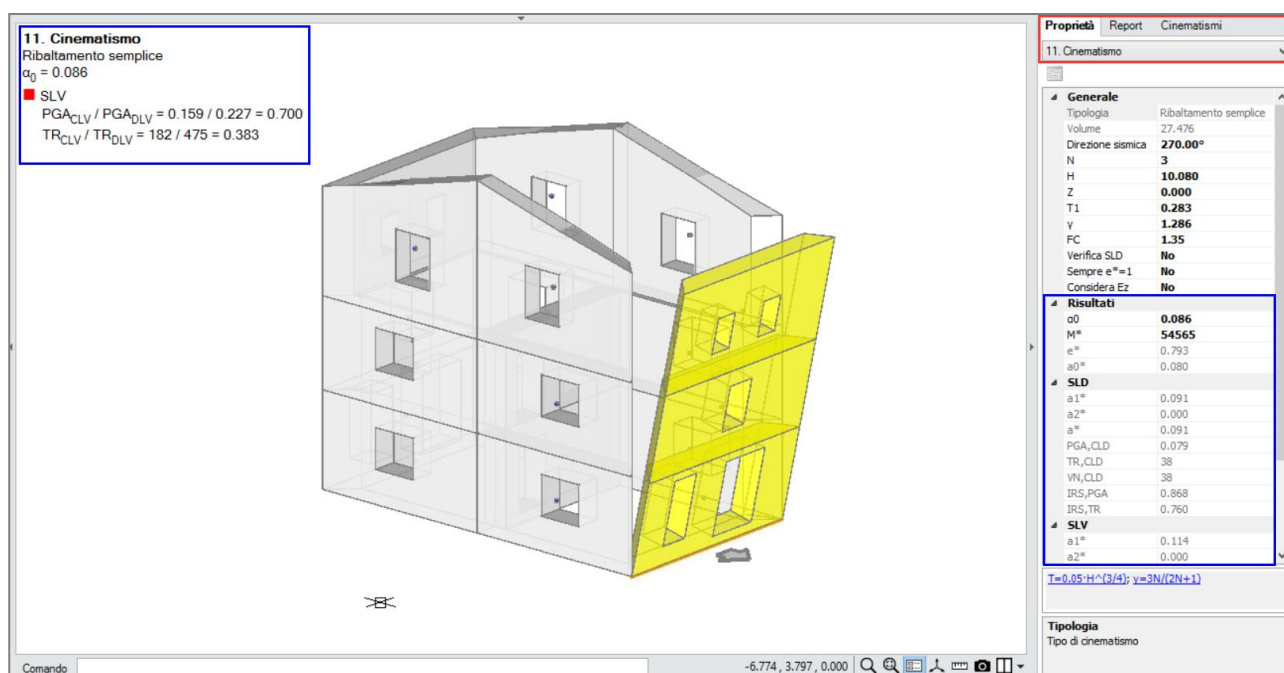 11. Cinematismo
Ribaltamento semplice
α0 = 0.086
SLV
PGACLV / PGADLV = 0.159 / 0.227 = 0.700
TRCLV / TRDLV = 182 / 475 = 0.383
Proprietà Report Cinematismi
11. Cinematismo
Generale
Tipologia Ribaltamento semplice
Volume 27.476
Direzione sismica 270.00°
N 3
H 10.080
Z 0.000
T1 0.283
γ 1.286
FC 1.35
Verifica SLD No
Sempre e*=1 No
Considera Ez No
Risultati
α0 0.086
M* 54565
e* 0.793
a0* 0.080
SLD
a1* 0.091
a2* 0.000
a* 0.091
PGA,CLD 0.079
TR,CLD 38
VN,CLD 38
IRS,PGA 0.868
IRS,TR 0.760
SLV
a1* 0.114
a2* 0.000
T=0.05·H^(3/4); γ=3N/(2N+1)
Tipologia
Tipo di cinematismo
Comando -6.774 , 3.797 , 0.000